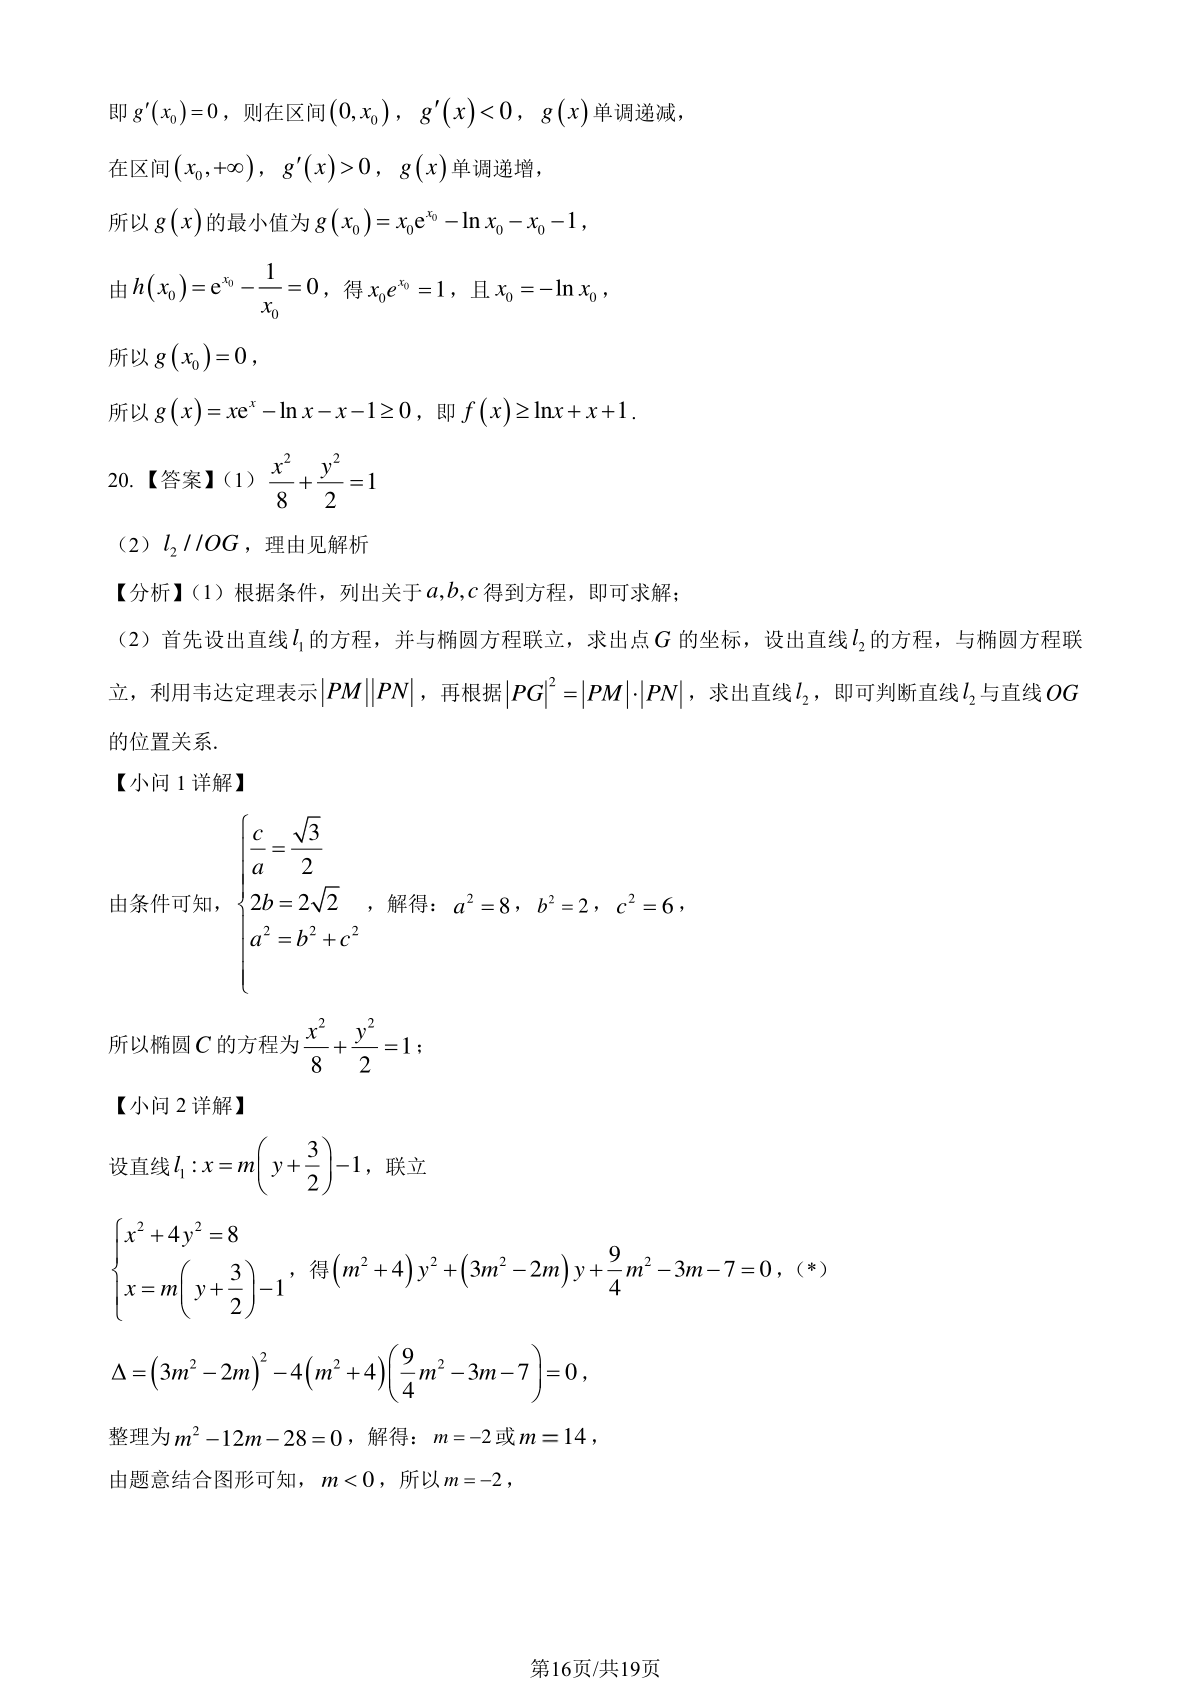 即 g′(x₀)=0，则在区间(0,x₀)，g′(x)<0，g(x)单调递减，
在区间(x₀,+∞)，g′(x)>0，g(x)单调递增，
所以 g(x)的最小值为 g(x₀)=x₀e^{x₀}−ln x₀−x₀−1，
由 h(x₀)=e^{x₀}−\frac{1}{x₀}=0，得 x₀e^{x₀}=1，且 x₀=−ln x₀，
所以 g(x₀)=0，
所以 g(x)=xe^x−ln x−x−1≥0，即 f(x)≥lnx+x+1.
20.【答案】（1）\frac{x²}{8}+\frac{y²}{2}=1
（2）l₂//OG，理由见解析
【分析】（1）根据条件，列出关于 a,b,c 得到方程，即可求解；
（2）首先设出直线 l₁ 的方程，并与椭圆方程联立，求出点 G 的坐标，设出直线 l₂ 的方程，与椭圆方程联
立，利用韦达定理表示|PM||PN|，再根据|PG|²=|PM|·|PN|，求出直线 l₂，即可判断直线 l₂ 与直线 OG
的位置关系.
【小问 1 详解】
由条件可知，{\frac{c}{a}=\frac{√3}{2} 2b=2√2 a²=b²+c²，解得：a²=8，b²=2，c²=6，
所以椭圆 C 的方程为\frac{x²}{8}+\frac{y²}{2}=1；
【小问 2 详解】
设直线 l₁:x=m(y+\frac{3}{2})−1，联立
{x²+4y²=8 x=m(y+\frac{3}{2})−1，得(m²+4)y²+(3m²−2m)y+\frac{9}{4}m²−3m−7=0，（*）
Δ=(3m²−2m)²−4(m²+4)(\frac{9}{4}m²−3m−7)=0，
整理为 m²−12m−28=0，解得：m=−2 或 m=14，
由题意结合图形可知，m<0，所以 m=−2，
第16页/共19页